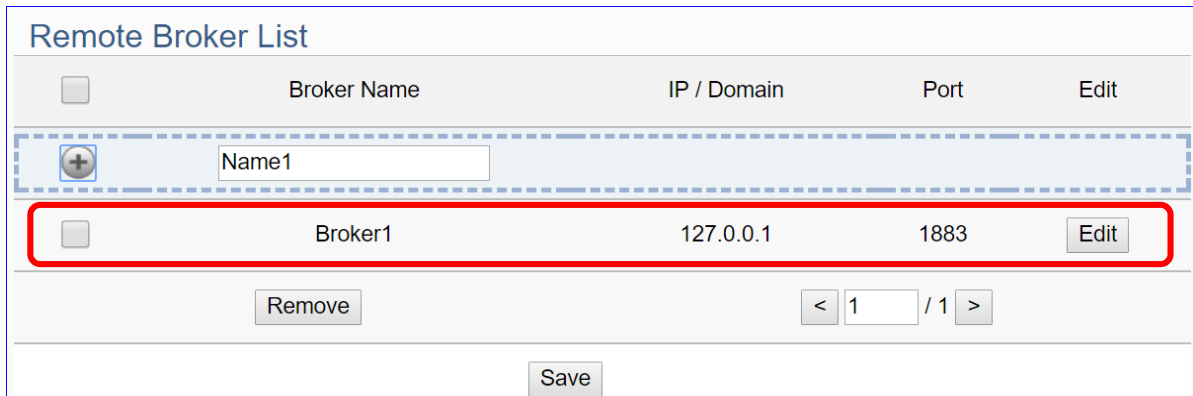 Remote Broker List
Broker Name IP / Domain Port Edit
+ Name1
Broker1 127.0.0.1 1883 Edit
Remove < 1 / 1 >
Save